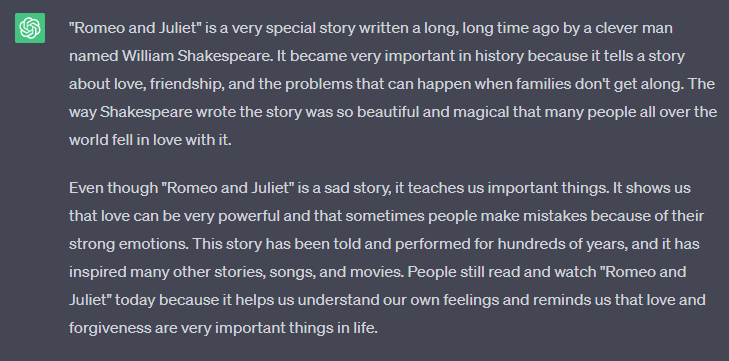 "Romeo and Juliet" is a very special story written a long, long time ago by a clever man
named William Shakespeare. It became very important in history because it tells a story
about love, friendship, and the problems that can happen when families don't get along. The
way Shakespeare wrote the story was so beautiful and magical that many people all over the
world fell in love with it.
Even though "Romeo and Juliet" is a sad story, it teaches us important things. It shows us
that love can be very powerful and that sometimes people make mistakes because of their
strong emotions. This story has been told and performed for hundreds of years, and it has
inspired many other stories, songs, and movies. People still read and watch "Romeo and
Juliet" today because it helps us understand our own feelings and reminds us that love and
forgiveness are very important things in life.